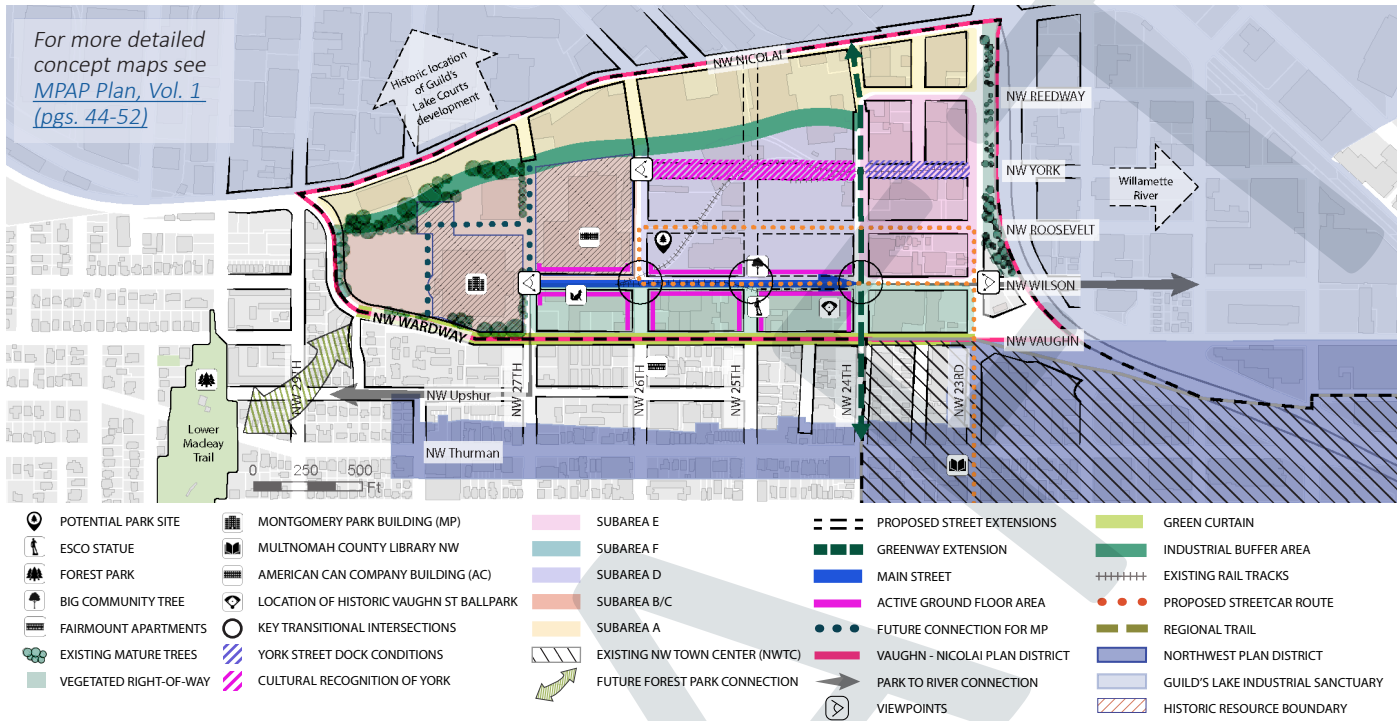 For more detailed
concept maps see
MPAP Plan, Vol. 1
(pgs. 44-52)
Historic location
of Guild's
Lake Courts
development
NW NICOLAI
NW REEDWAY
NW YORK
Willamette
River
NW ROOSEVELT
NW WILSON
NW WARDWAY
NW VAUGHN
NW 29TH
NW 27TH
NW 26TH
NW 25TH
NW 24TH
NW 23RD
NW Upshur
Lower
Macleay
Trail
NW Thurman
0 250 500
Ft
POTENTIAL PARK SITE
ESCO STATUE
FOREST PARK
BIG COMMUNITY TREE
FAIRMOUNT APARTMENTS
EXISTING MATURE TREES
VEGETATED RIGHT-OF-WAY
MONTGOMERY PARK BUILDING (MP)
MULTNOMAH COUNTY LIBRARY NW
AMERICAN CAN COMPANY BUILDING (AC)
LOCATION OF HISTORIC VAUGHN ST BALLPARK
KEY TRANSITIONAL INTERSECTIONS
YORK STREET DOCK CONDITIONS
CULTURAL RECOGNITION OF YORK
SUBAREA E
SUBAREA F
SUBAREA D
SUBAREA B/C
SUBAREA A
EXISTING NW TOWN CENTER (NWTC)
FUTURE FOREST PARK CONNECTION
PROPOSED STREET EXTENSIONS
GREENWAY EXTENSION
MAIN STREET
ACTIVE GROUND FLOOR AREA
FUTURE CONNECTION FOR MP
VAUGHN - NICOLAI PLAN DISTRICT
PARK TO RIVER CONNECTION
VIEWPOINTS
GREEN CURTAIN
INDUSTRIAL BUFFER AREA
EXISTING RAIL TRACKS
PROPOSED STREETCAR ROUTE
REGIONAL TRAIL
NORTHWEST PLAN DISTRICT
GUILD'S LAKE INDUSTRIAL SANCTUARY
HISTORIC RESOURCE BOUNDARY